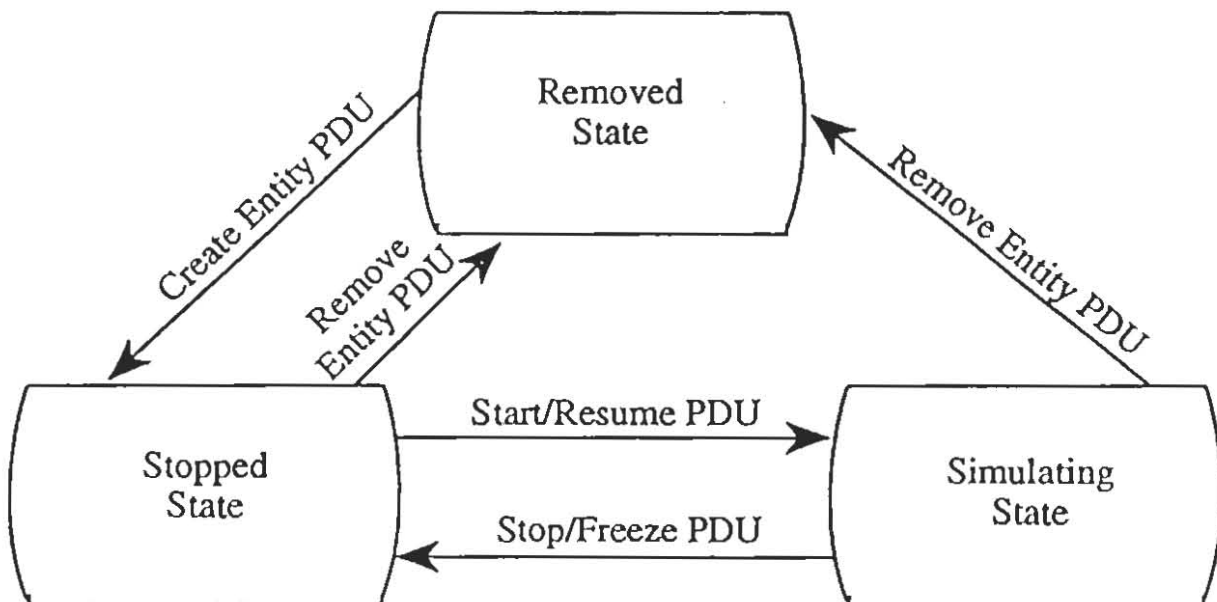 Removed
State
Create Entity PDU
Remove
Entity PDU
Remove Entity PDU
Start/Resume PDU
Stopped
State
Simulating
State
Stop/Freeze PDU